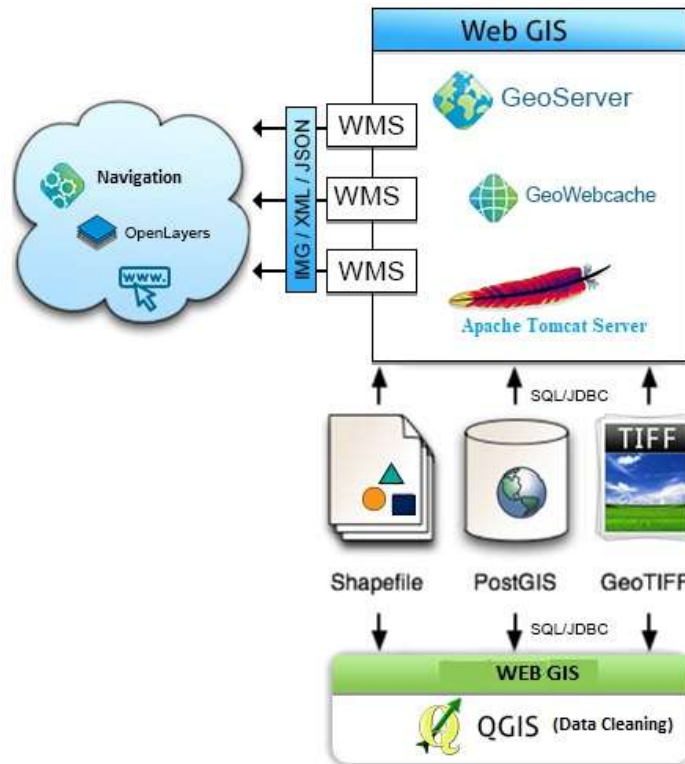 Web GIS
GeoServer
GeoWebcache
Apache Tomcat Server
WMS
WMS
WMS
IMG / XML / JSON
Navigation
OpenLayers
www.
SQL/JDBC
TIFF
Shapefile
PostGIS
GeoTIFF
SQL/JDBC
WEB GIS
QGIS (Data Cleaning)